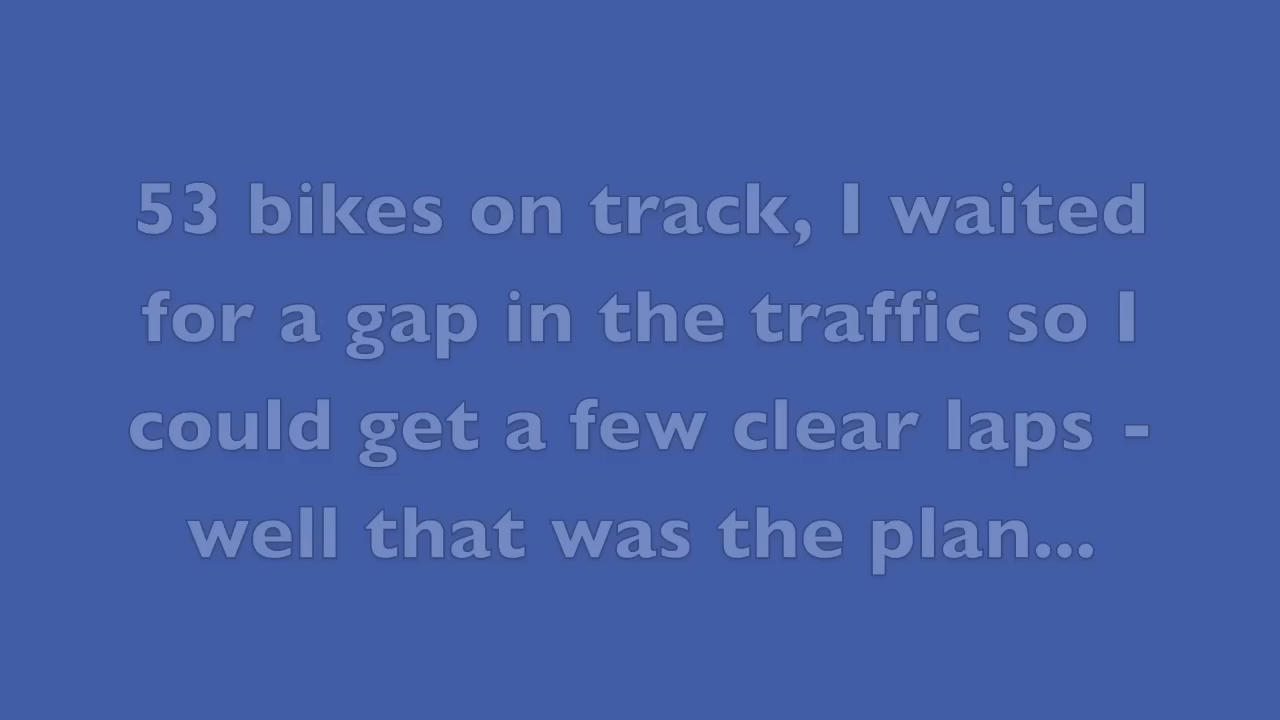 53 bikes on track, I waited
for a gap in the traffic so I
could get a few clear laps -
well that was the plan...